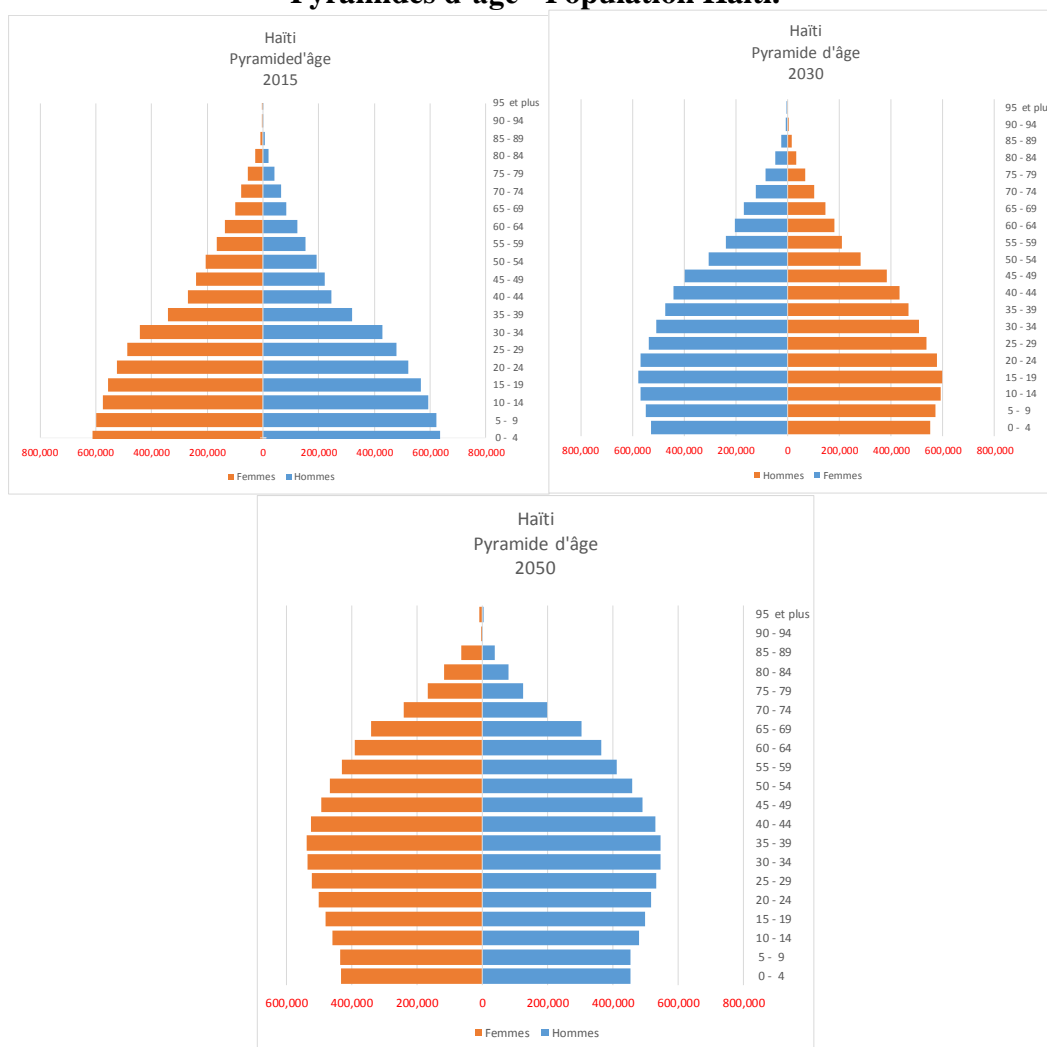 Pyramides d'âge - Population Haïti.
Haïti
Pyramided'âge
2015
95 et plus
90 - 94
85 - 89
80 - 84
75 - 79
70 - 74
65 - 69
60 - 64
55 - 59
50 - 54
45 - 49
40 - 44
35 - 39
30 - 34
25 - 29
20 - 24
15 - 19
10 - 14
5 - 9
0 - 4
800,000 600,000 400,000 200,000 0 200,000 400,000 600,000 800,000
Femmes Hommes
Haïti
Pyramide d'âge
2030
95 et plus
90 - 94
85 - 89
80 - 84
75 - 79
70 - 74
65 - 69
60 - 64
55 - 59
50 - 54
45 - 49
40 - 44
35 - 39
30 - 34
25 - 29
20 - 24
15 - 19
10 - 14
5 - 9
0 - 4
800,000 600,000 400,000 200,000 0 200,000 400,000 600,000 800,000
Hommes Femmes
Haïti
Pyramide d'âge
2050
95 et plus
90 - 94
85 - 89
80 - 84
75 - 79
70 - 74
65 - 69
60 - 64
55 - 59
50 - 54
45 - 49
40 - 44
35 - 39
30 - 34
25 - 29
20 - 24
15 - 19
10 - 14
5 - 9
0 - 4
600,000 400,000 200,000 0 200,000 400,000 600,000 800,000
Femmes Hommes